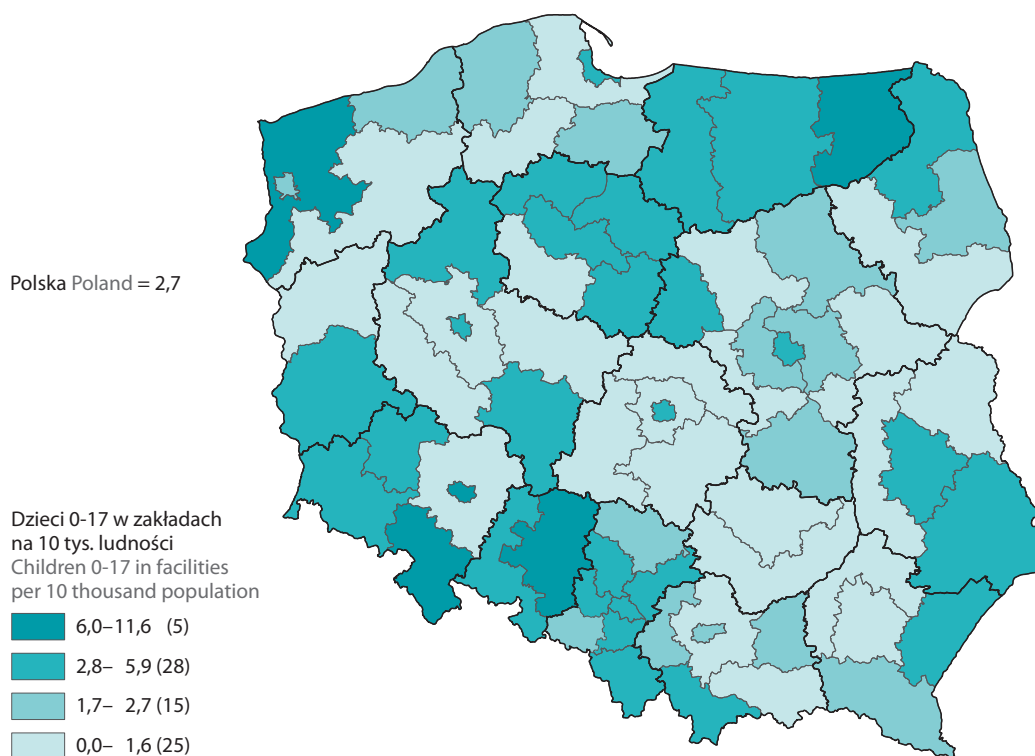 Polska Poland = 2,7
Dzieci 0-17 w zakładach
na 10 tys. ludności
Children 0-17 in facilities
per 10 thousand population
6,0–11,6 (5)
2,8– 5,9 (28)
1,7– 2,7 (15)
0,0– 1,6 (25)